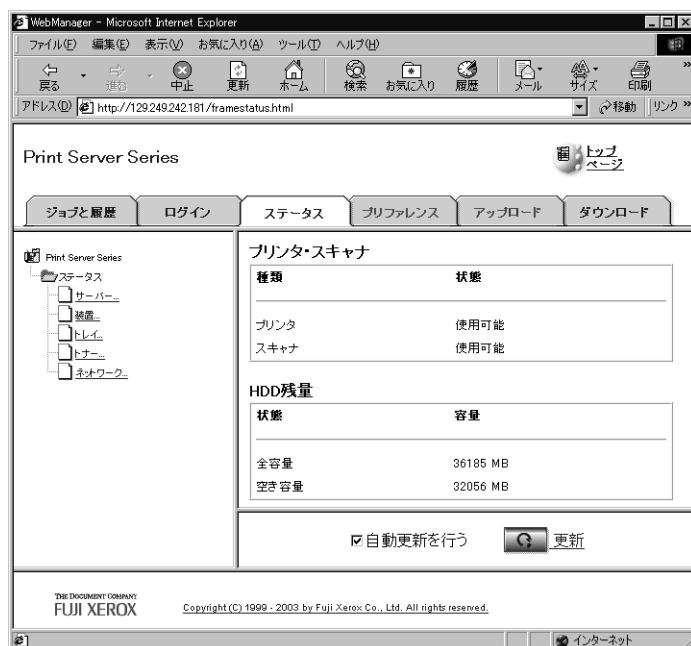 WebManager - Microsoft Internet Explorer
ファイル(F) 編集(E) 表示(V) お気に入り(A) ツール(T) ヘルプ(H)
戻る 進む 中止 更新 ホーム 検索 お気に入り 履歴 メール サイズ 印刷 »
アドレス(D) http://129.249.242.181/framestatus.html 移動 リンク »
Print Server Series
トップ
ページ
ジョブと履歴 ログイン ステータス プリファレンス アップロード ダウンロード
Print Server Series
ステータス
サーバー...
装置...
トレイ...
トナー...
ネットワーク...
プリンタ・スキャナ
種類 状態
プリンタ 使用可能
スキャナ 使用可能
HDD残量
状態 容量
全容量 36185 MB
空き容量 32056 MB
自動更新を行う 更新
THE DOCUMENT COMPANY
FUJI XEROX
Copyright (C) 1999 - 2003 by Fuji Xerox Co., Ltd. All rights reserved.
インターネット